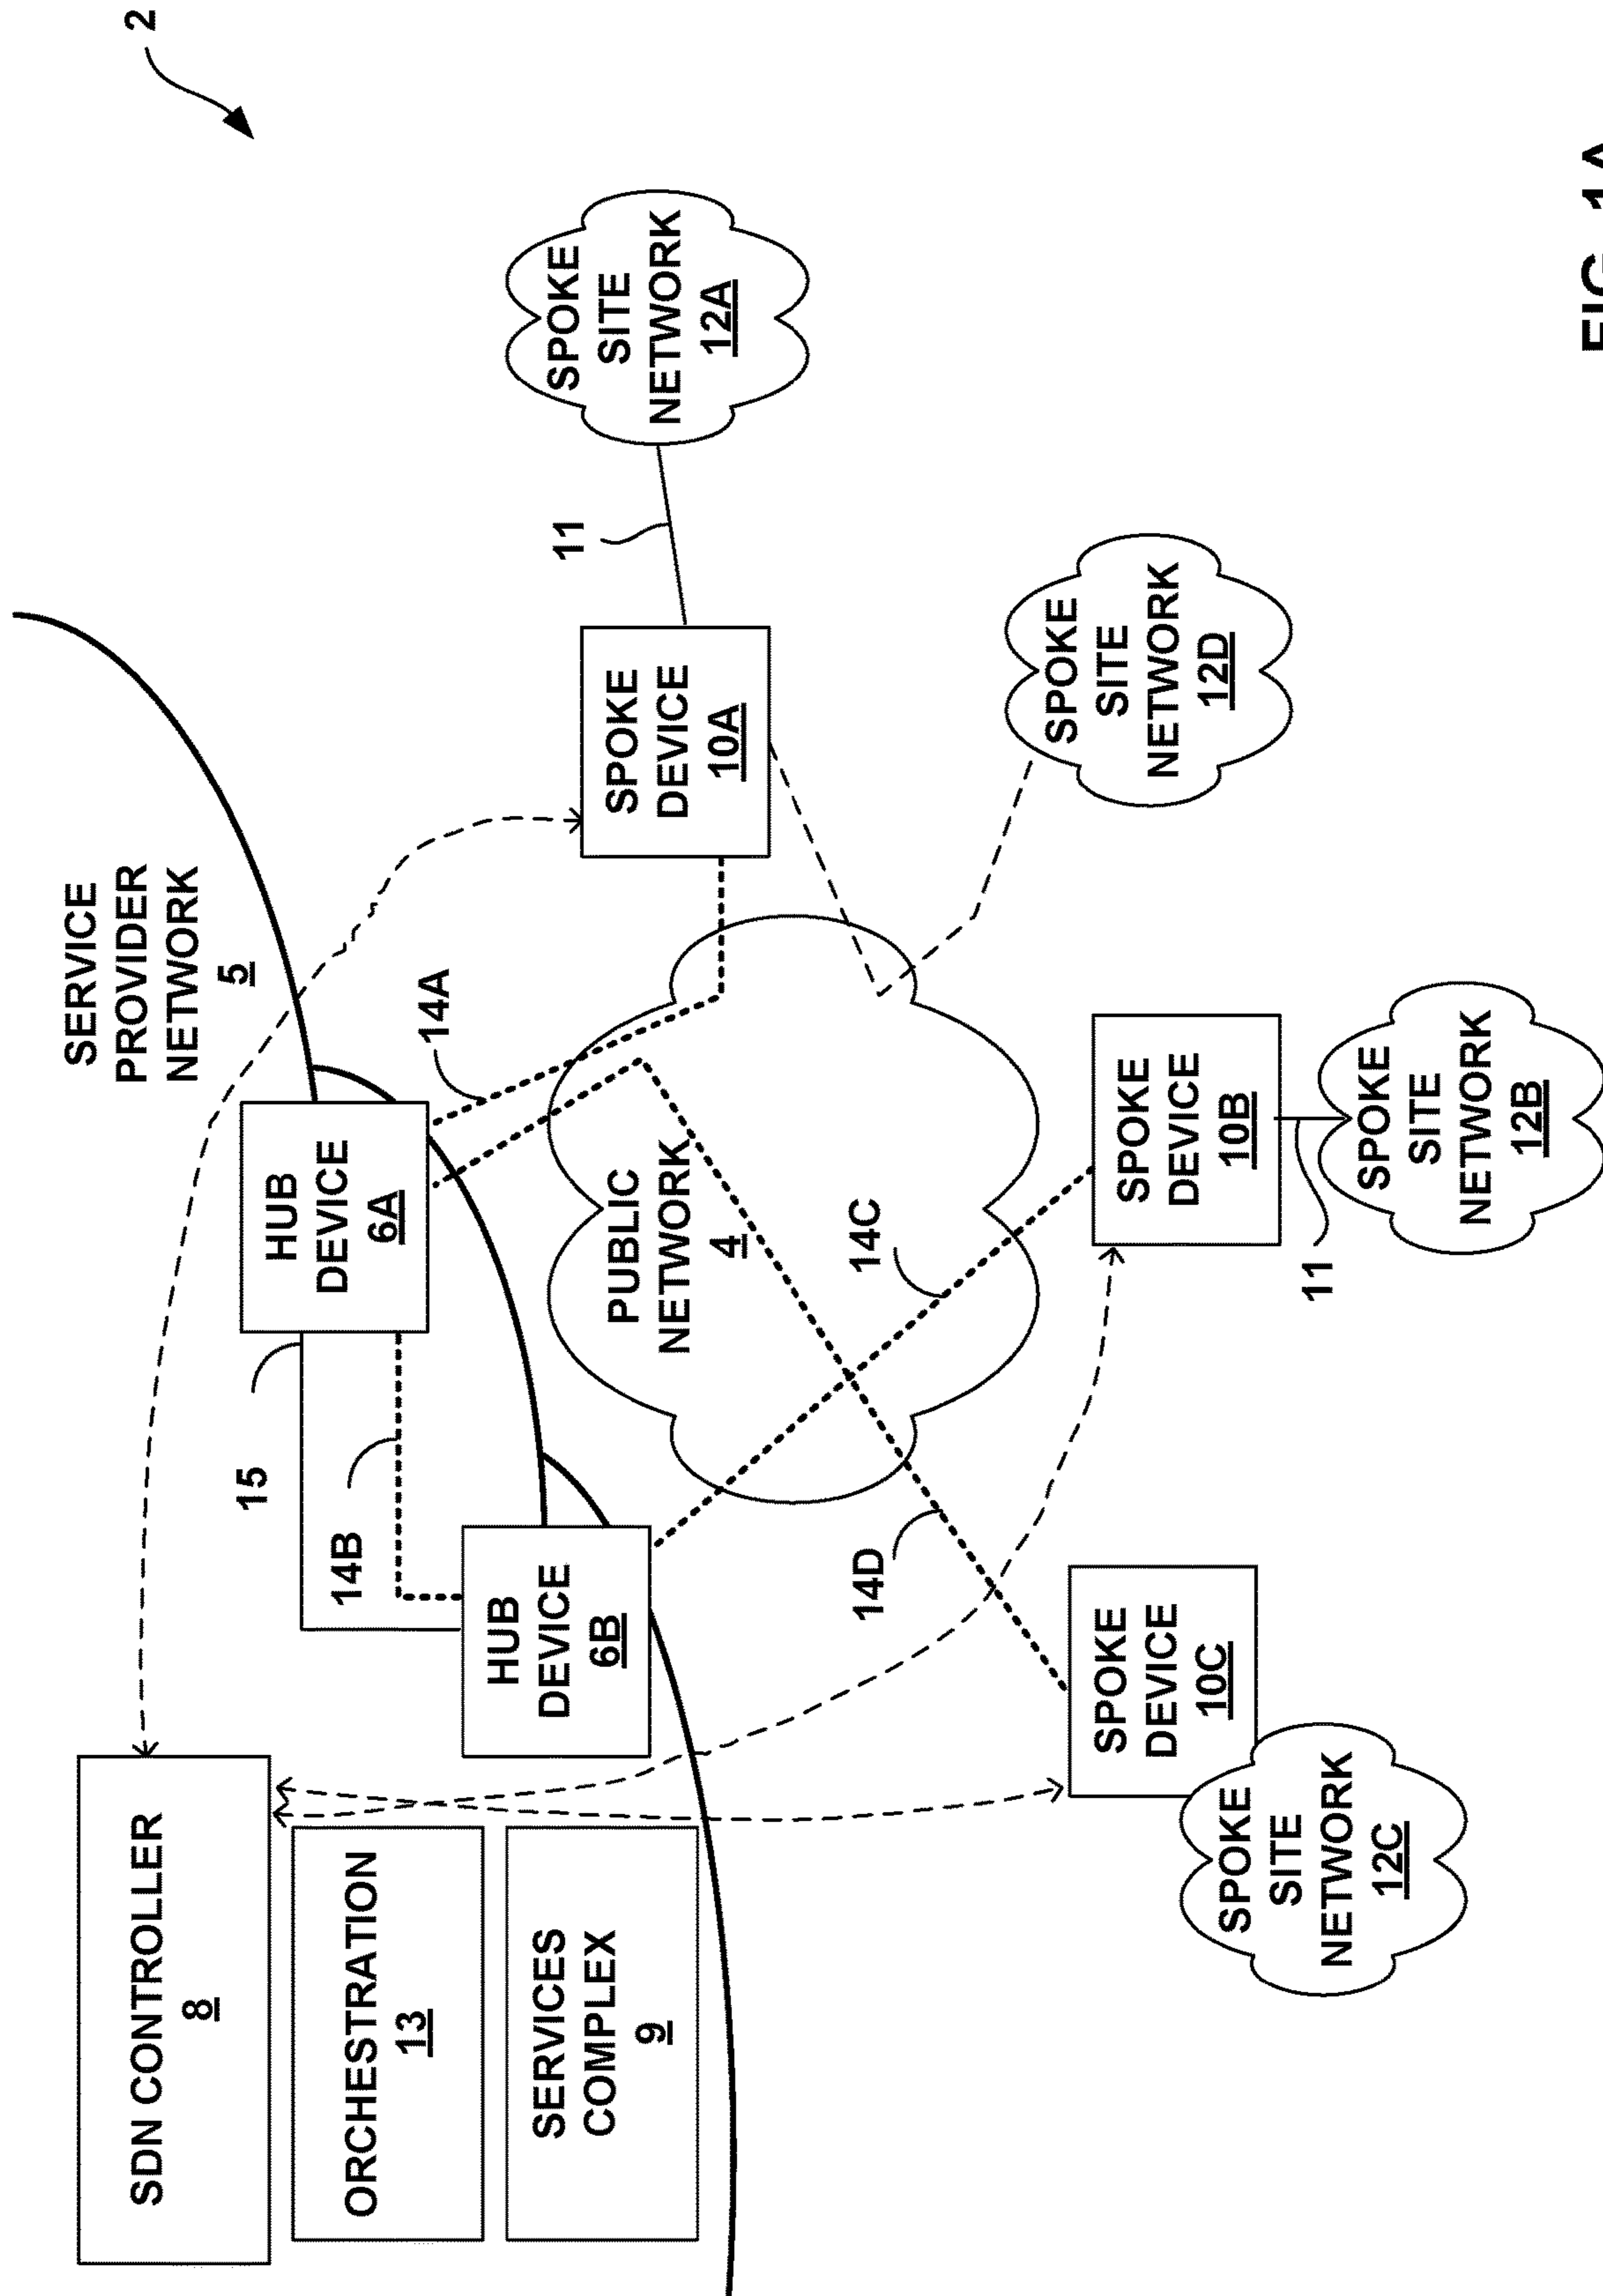 2
SERVICE
PROVIDER
NETWORK
5
SDN CONTROLLER
8
ORCHESTRATION
13
SERVICES
COMPLEX
9
15
14B
HUB
DEVICE
6A
HUB
DEVICE
6B
14A
PUBLIC
NETWORK
4
14C
14D
SPOKE
DEVICE
10A
11
SPOKE
SITE
NETWORK
12A
SPOKE
SITE
NETWORK
12D
SPOKE
DEVICE
10B
11
SPOKE
SITE
NETWORK
12B
SPOKE
DEVICE
10C
SPOKE
SITE
NETWORK
12C
FIG. 1A